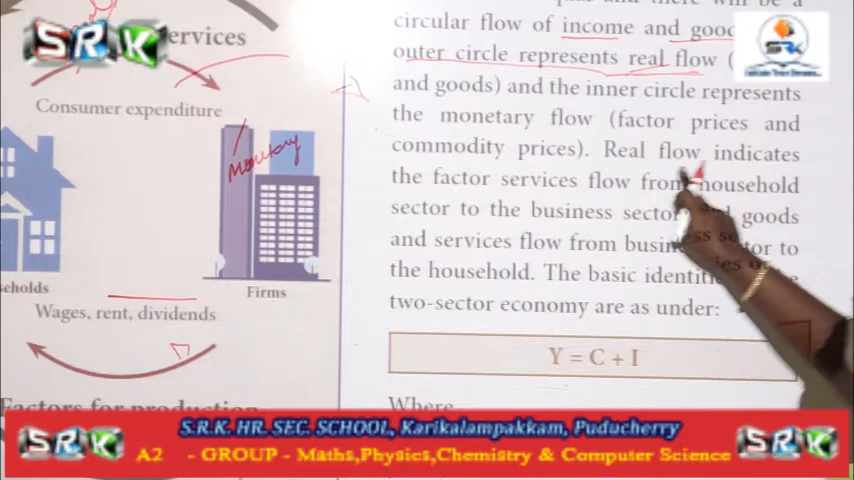 circular flow of income and good
outer circle represents real flow (
and goods) and the inner circle represents
the monetary flow (factor prices and
commodity prices). Real flow indicates
the factor services flow from household
sector to the business sector and goods
and services flow from business sector to
the household. The basic identities of the
two-sector economy are as under:
Y = C + I
Where
SRK
ervices
Consumer expenditure
Monetary
seholds
Firms
Wages, rent, dividends
Factors for production
SRK
S.R.K. HR. SEC. SCHOOL, Karikalampakkam, Puducherry
A2 - GROUP - Maths,Physics,Chemistry & Computer Science
SRK
SRK